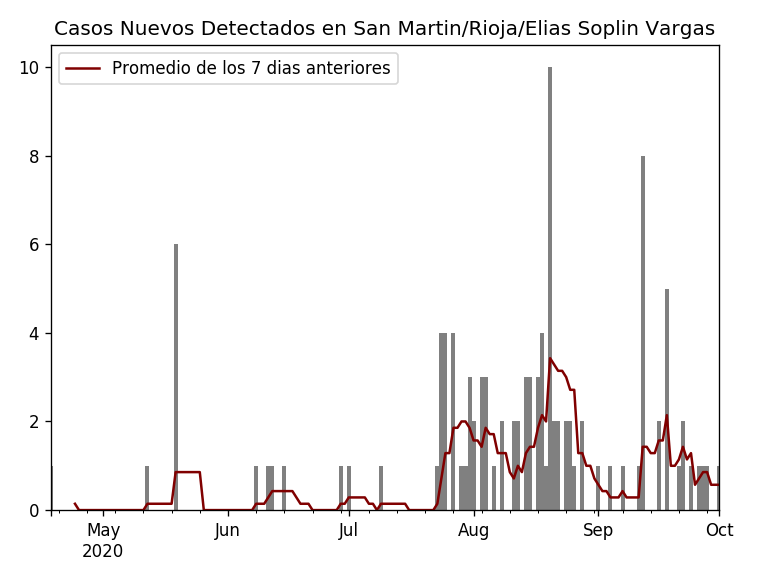 Casos Nuevos Detectados en San Martin/Rioja/Elias Soplin Vargas
Promedio de los 7 dias anteriores
10
8
6
4
2
0
May Jun Jul Aug Sep Oct
2020